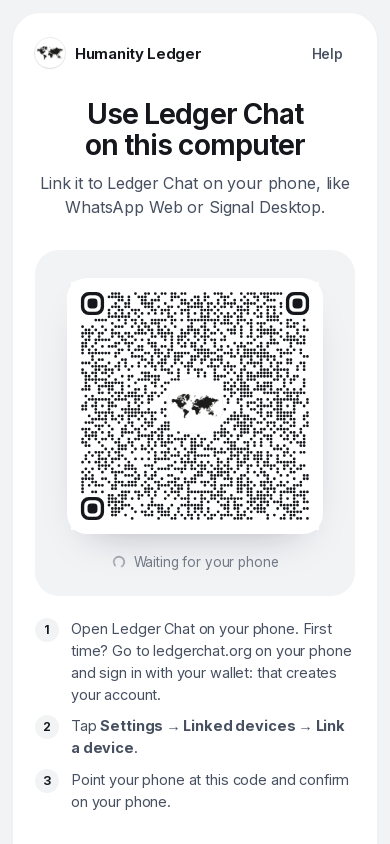 Humanity Ledger
Help
Use Ledger Chat
on this computer
Link it to Ledger Chat on your phone, like
WhatsApp Web or Signal Desktop.
Waiting for your phone
1 Open Ledger Chat on your phone. First
time? Go to ledgerchat.org on your phone
and sign in with your wallet: that creates
your account.
2 Tap Settings → Linked devices → Link
a device.
3 Point your phone at this code and confirm
on your phone.